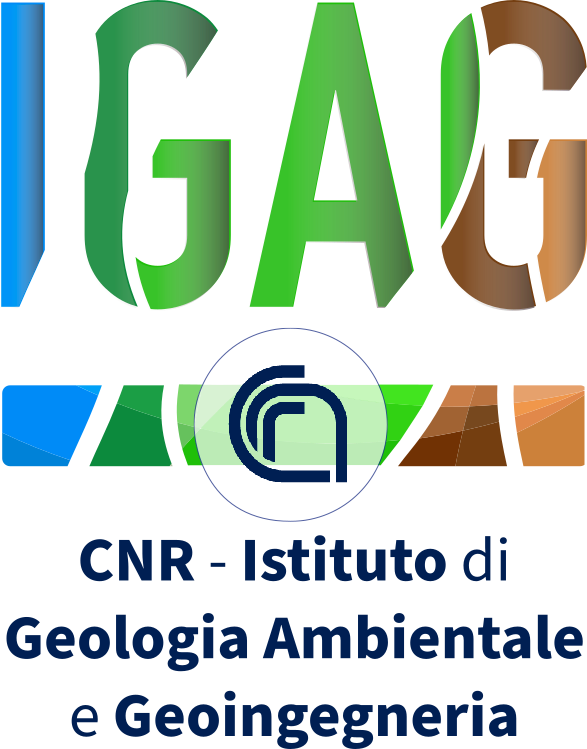 IGAG
CNR - Istituto di
Geologia Ambientale
e Geoingegneria